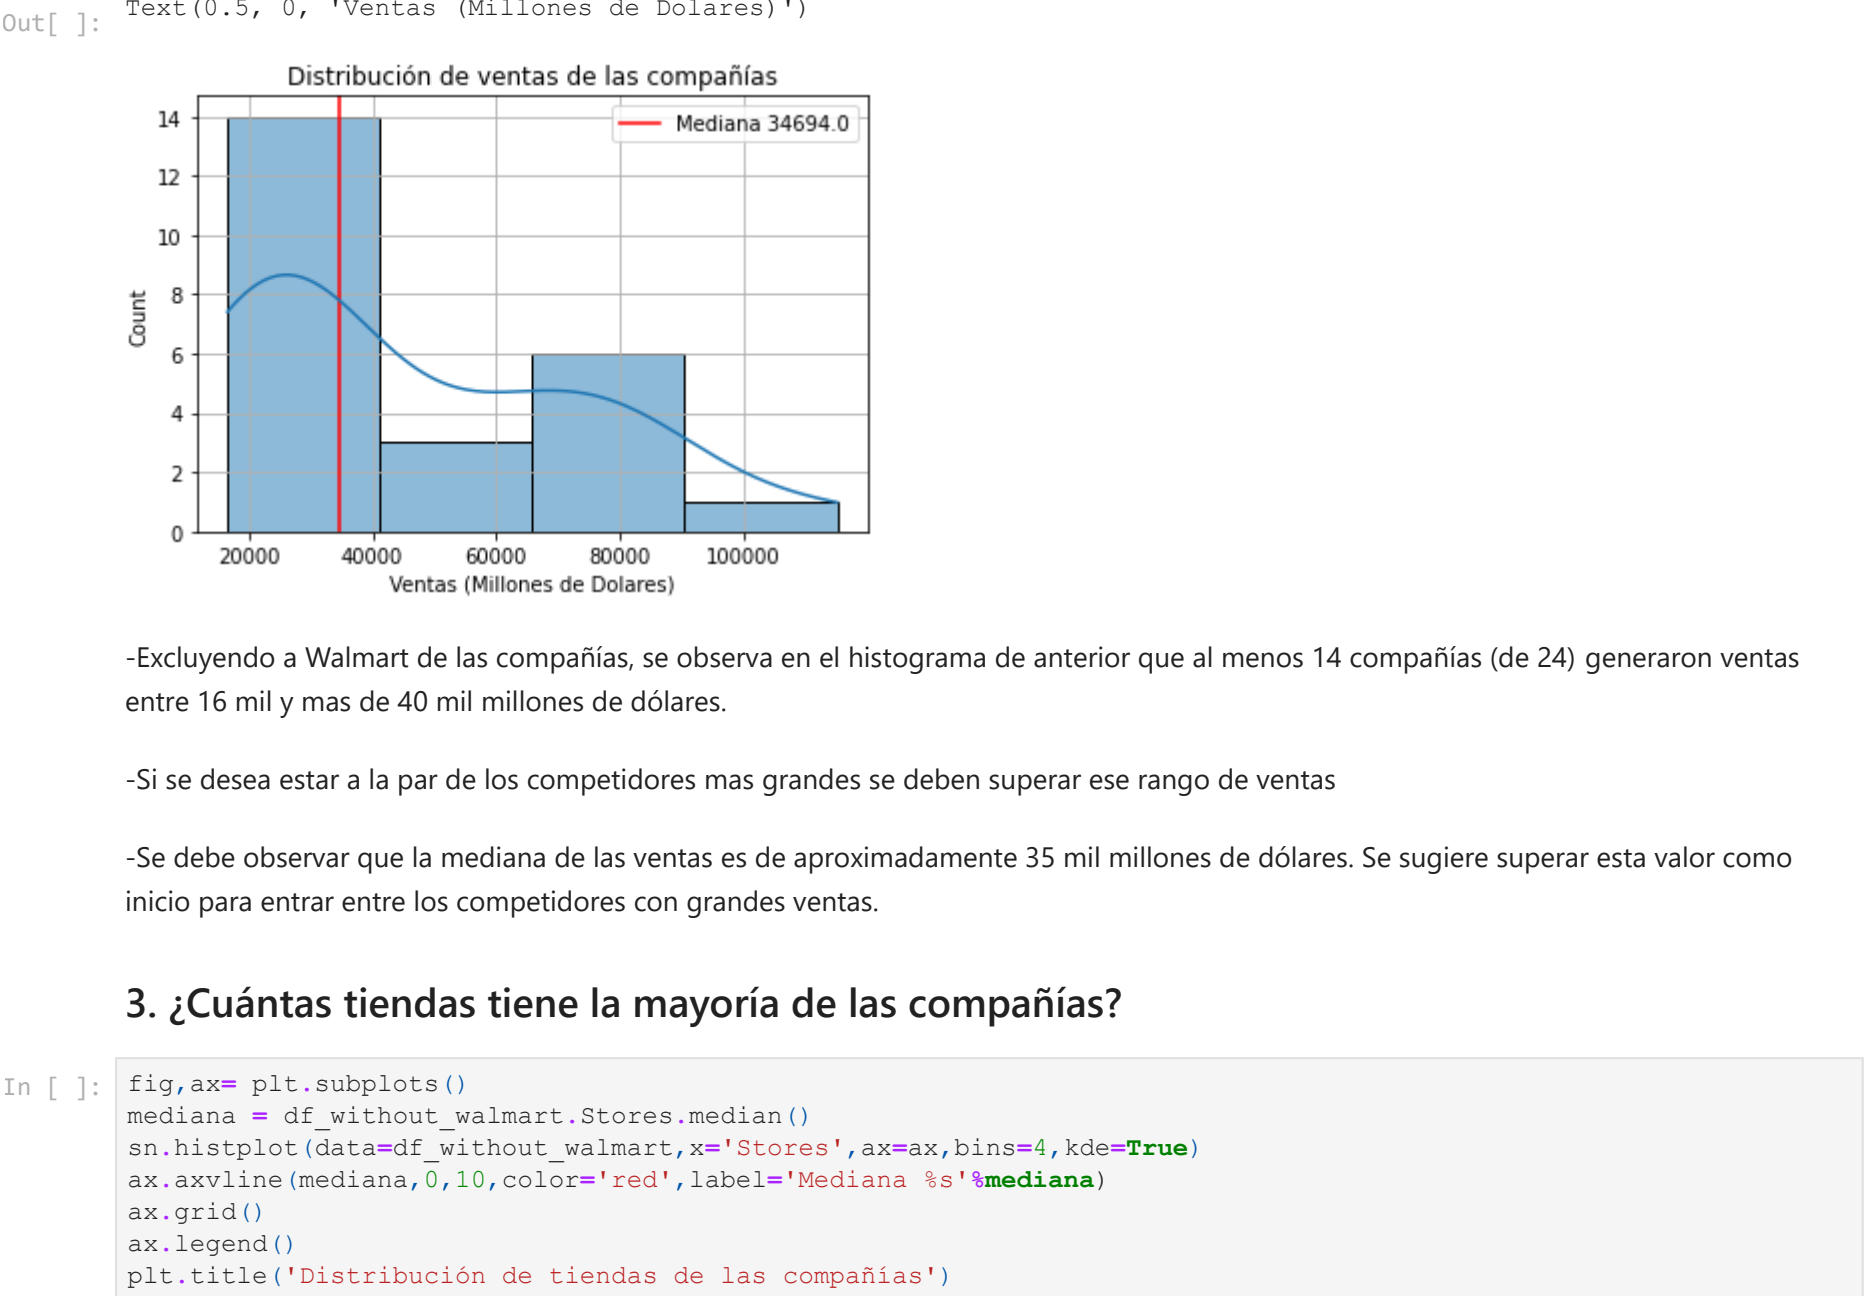 Text(0.5, 0, 'Ventas (Millones de Dolares)')
Out[ ]:
Distribución de ventas de las compañías
Mediana 34694.0
14
12
10
8
6
4
2
0
Count
20000 40000 60000 80000 100000
Ventas (Millones de Dolares)
-Excluyendo a Walmart de las compañías, se observa en el histograma de anterior que al menos 14 compañías (de 24) generaron ventas
entre 16 mil y mas de 40 mil millones de dólares.
-Si se desea estar a la par de los competidores mas grandes se deben superar ese rango de ventas
-Se debe observar que la mediana de las ventas es de aproximadamente 35 mil millones de dólares. Se sugiere superar esta valor como
inicio para entrar entre los competidores con grandes ventas.
3. ¿Cuántas tiendas tiene la mayoría de las compañías?
In [ ]:
fig,ax= plt.subplots()
mediana = df_without_walmart.Stores.median()
sn.histplot(data=df_without_walmart,x='Stores',ax=ax,bins=4,kde=True)
ax.axvline(mediana,0,10,color='red',label='Mediana %s'%mediana)
ax.grid()
ax.legend()
plt.title('Distribución de tiendas de las compañías')